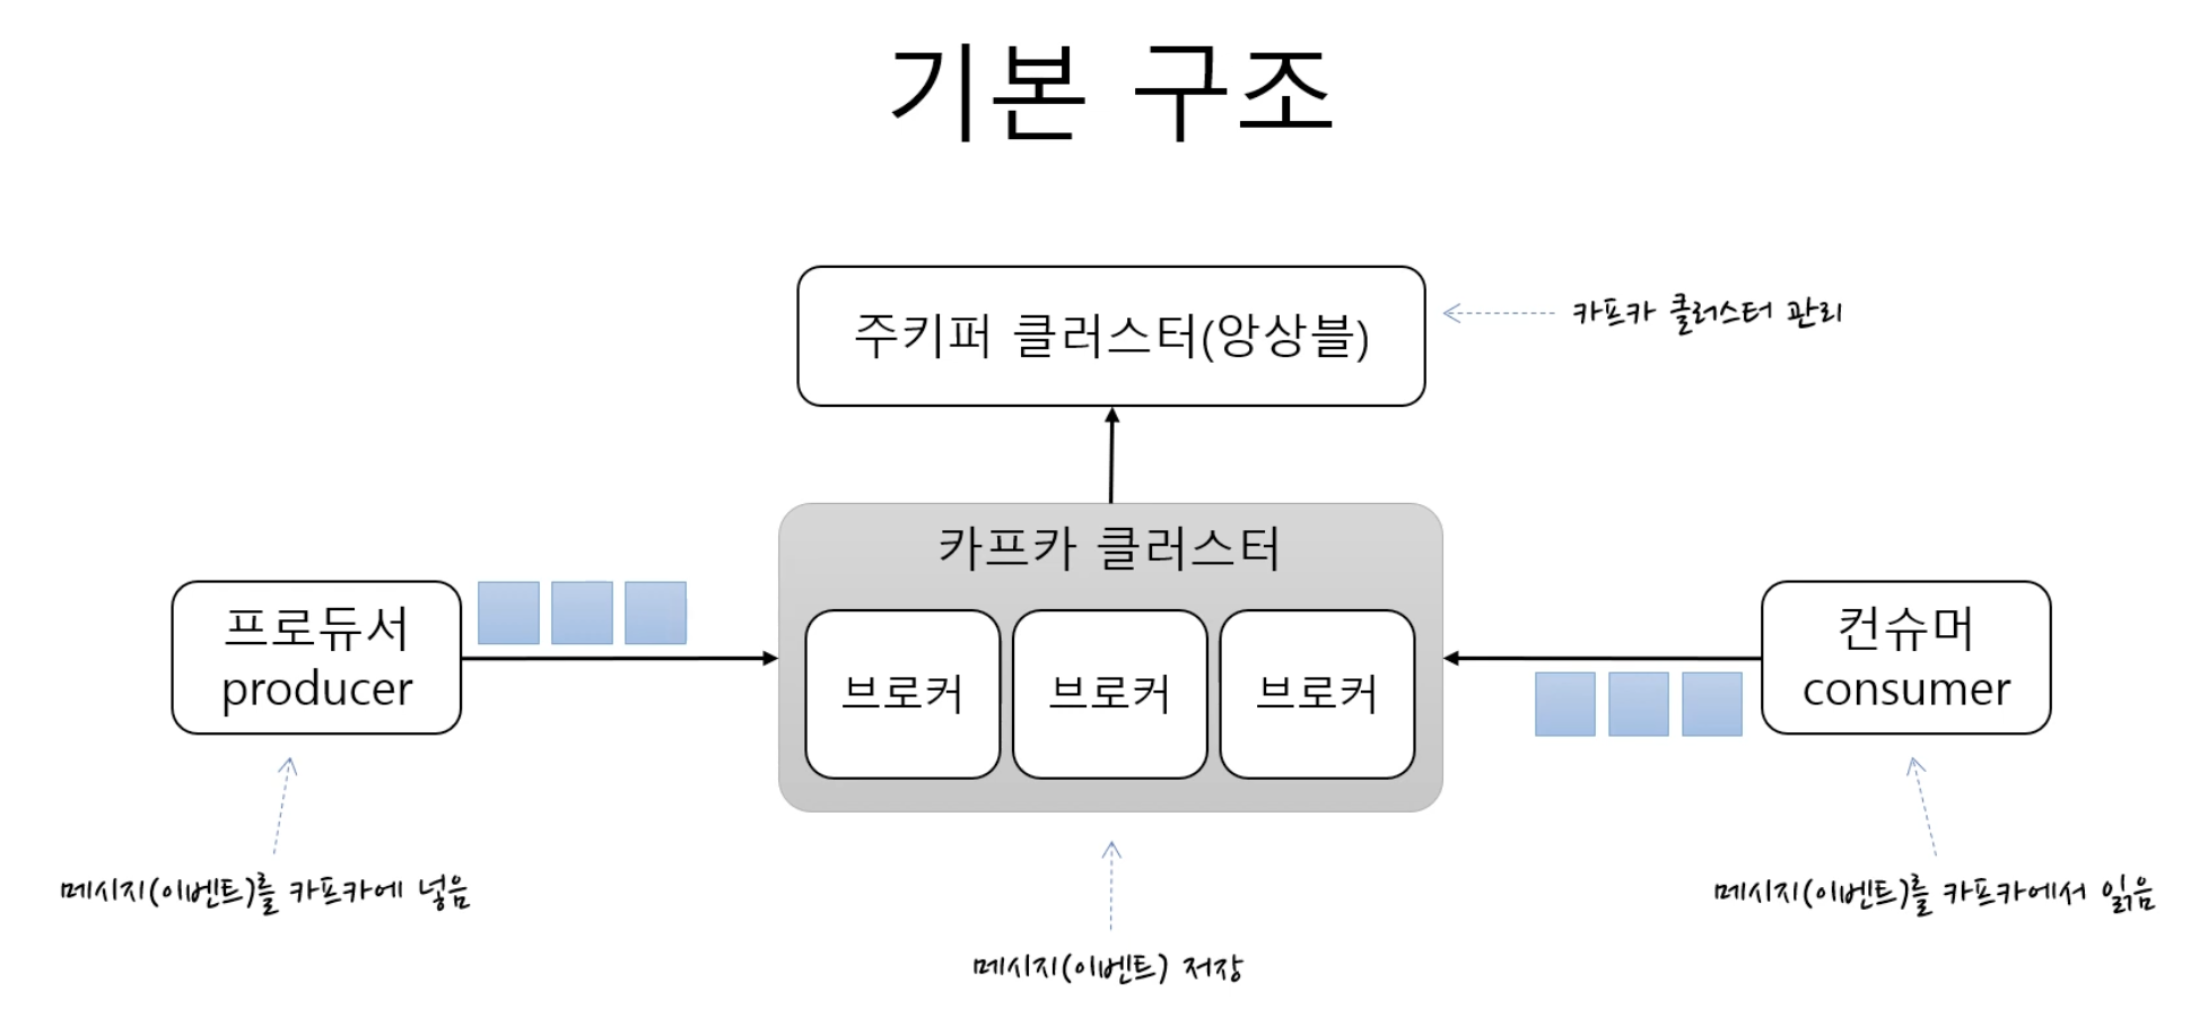 기본 구조
주키퍼 클러스터(앙상블)
카프카 클러스터 관리
카프카 클러스터
프로듀서
producer
브로커
브로커
브로커
컨슈머
consumer
메시지(이벤트)를 카프카에 넣음
메시지(이벤트) 저장
메시지(이벤트)를 카프카에서 읽음